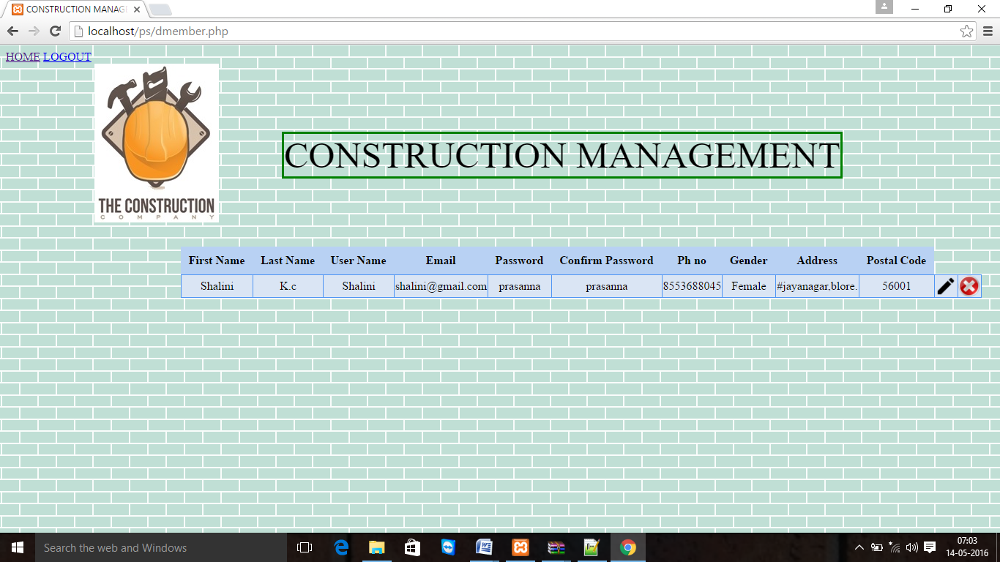 CONSTRUCTION MANAG
localhost/ps/dmember.php
HOME LOGOUT
THE CONSTRUCTION
COMPANY
CONSTRUCTION MANAGEMENT
First Name Last Name User Name Email Password Confirm Password Ph no Gender Address Postal Code
Shalini K.c Shalini shalini@gmail.com prasanna prasanna 8553688045 Female #jayanagar,blore. 56001
Search the web and Windows
07:03
14-05-2016